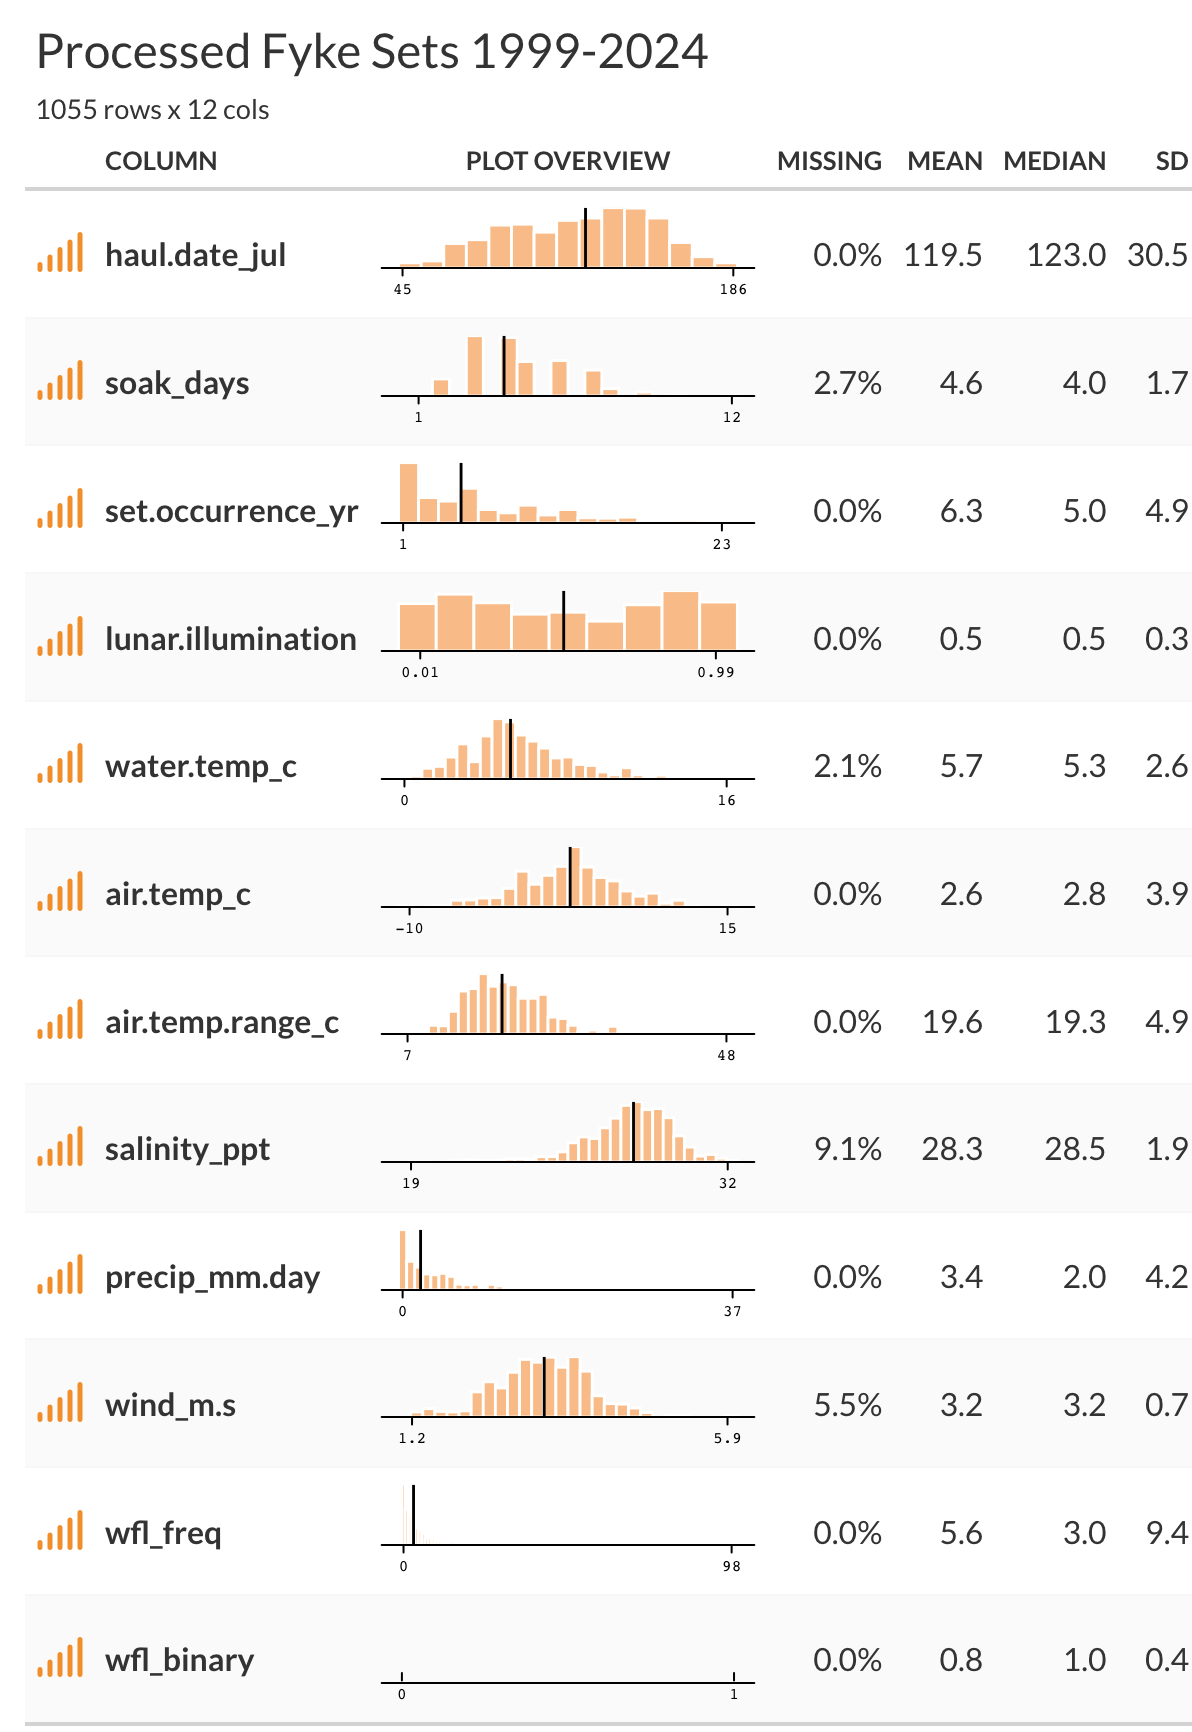 Processed Fyke Sets 1999-2024
1055 rows x 12 cols
COLUMN PLOT OVERVIEW MISSING MEAN MEDIAN SD
haul.date_jul 0.0% 119.5 123.0 30.5
45 186
soak_days 2.7% 4.6 4.0 1.7
1 12
set.occurrence_yr 0.0% 6.3 5.0 4.9
1 23
lunar.illumination 0.0% 0.5 0.5 0.3
0.01 0.99
water.temp_c 2.1% 5.7 5.3 2.6
0 16
air.temp_c 0.0% 2.6 2.8 3.9
−10 15
air.temp.range_c 0.0% 19.6 19.3 4.9
7 48
salinity_ppt 9.1% 28.3 28.5 1.9
19 32
precip_mm.day 0.0% 3.4 2.0 4.2
0 37
wind_m.s 5.5% 3.2 3.2 0.7
1.2 5.9
wfl_freq 0.0% 5.6 3.0 9.4
0 98
wfl_binary 0.0% 0.8 1.0 0.4
0 1